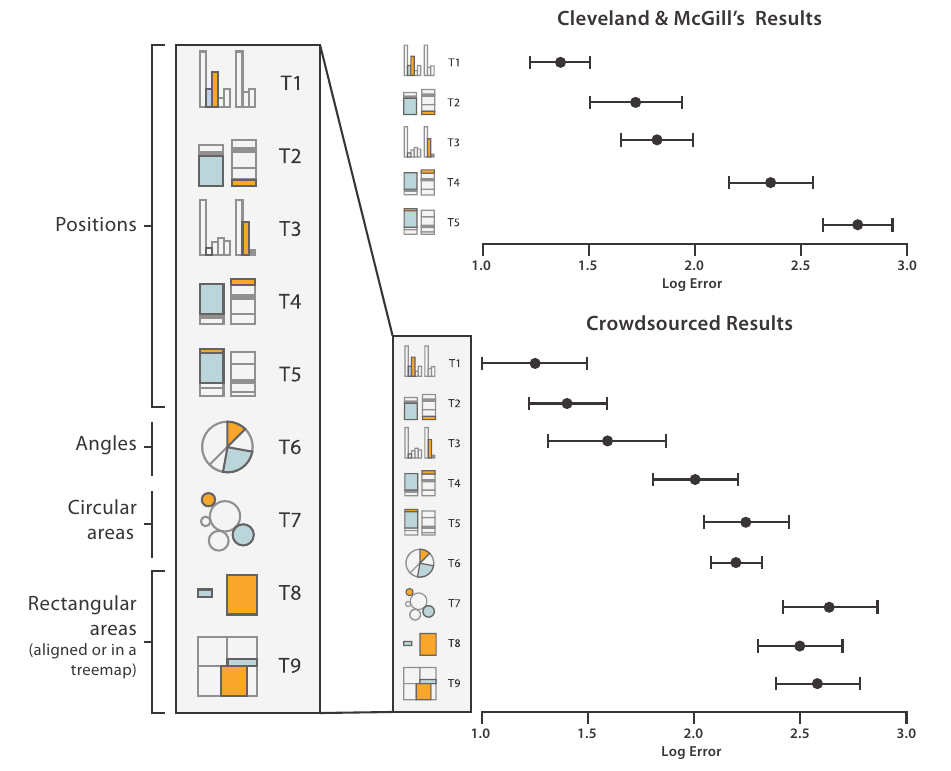 Cleveland & McGill's  Results
Positions
Angles
Circular
areas
Rectangular
areas
(aligned or in a
treemap)
T1
T2
T3
T4
T5
T6
T7
T8
T9
T1
T2
T3
T4
T5
1.0
1.5
2.0
2.5
3.0
Log Error
Crowdsourced Results
T1
T2
T3
T4
T5
T6
T7
T8
T9
1.0
1.5
2.0
2.5
3.0
Log Error